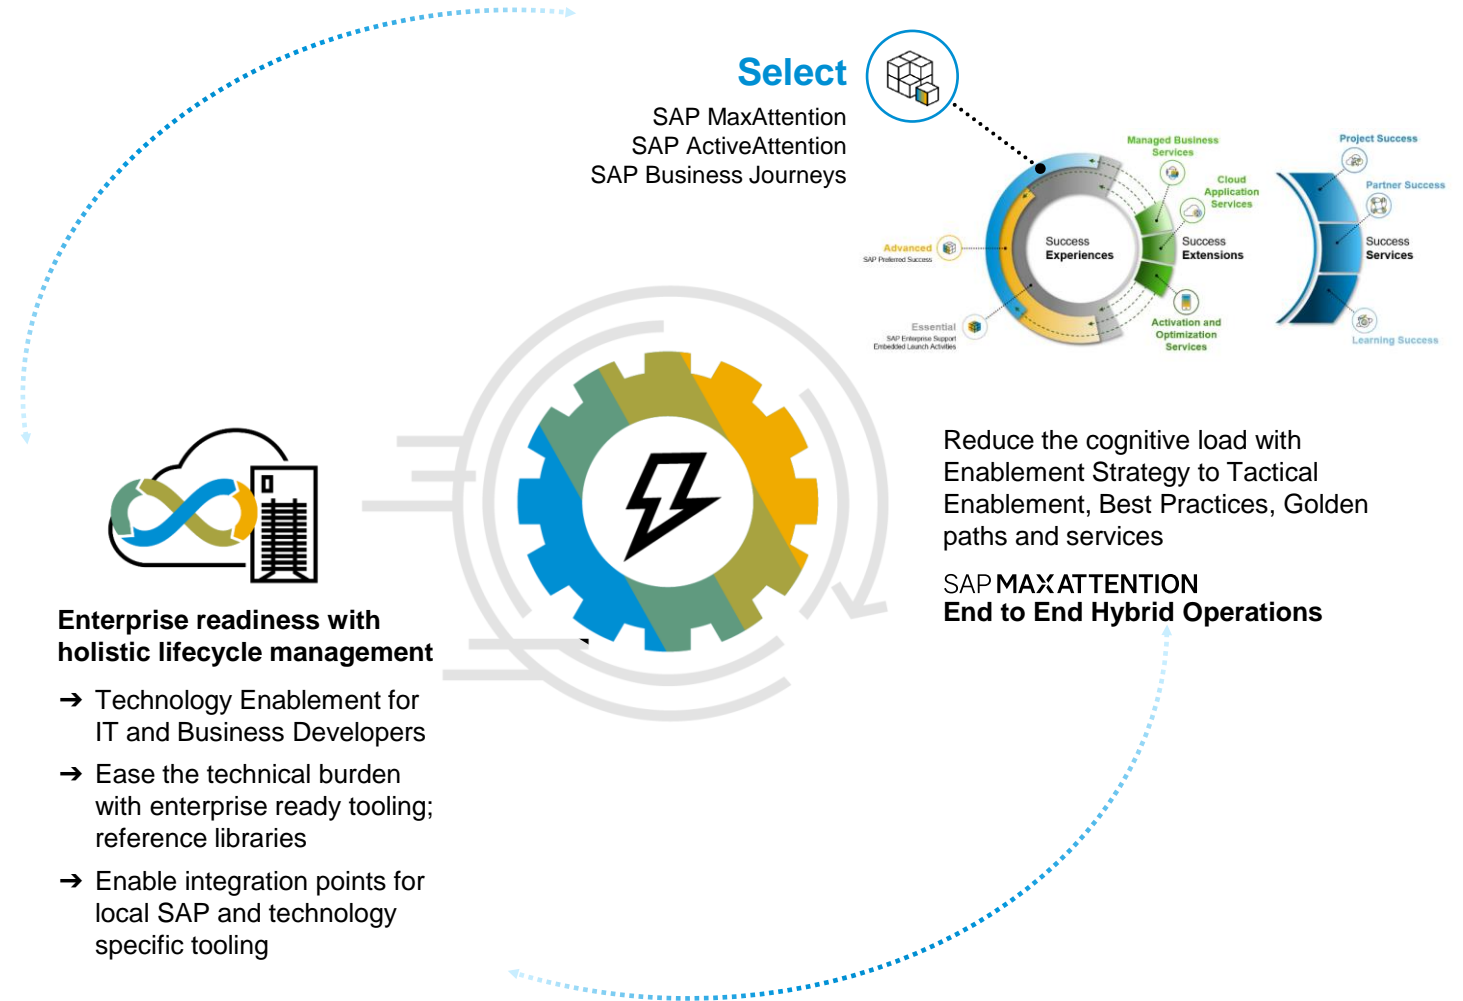 Select
SAP MaxAttention
SAP ActiveAttention
SAP Business Journeys
Managed Business
Services
Cloud
Application
Services
Advanced
SAP Preferred Success
Success
Experiences
Success
Extensions
Essential
SAP Enterprise Support
Embedded Launch Activities
Activation and
Optimization
Services
Project Success
Partner Success
Success
Services
Learning Success
Reduce the cognitive load with
Enablement Strategy to Tactical
Enablement, Best Practices, Golden
paths and services
SAP MAXATTENTION
End to End Hybrid Operations
Enterprise readiness with
holistic lifecycle management
➔ Technology Enablement for
IT and Business Developers
➔ Ease the technical burden
with enterprise ready tooling;
reference libraries
➔ Enable integration points for
local SAP and technology
specific tooling